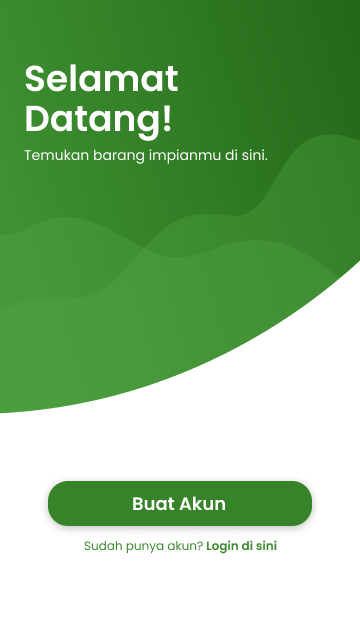 Selamat
Datang!
Temukan barang impianmu di sini.
Buat Akun
Sudah punya akun? Login di sini